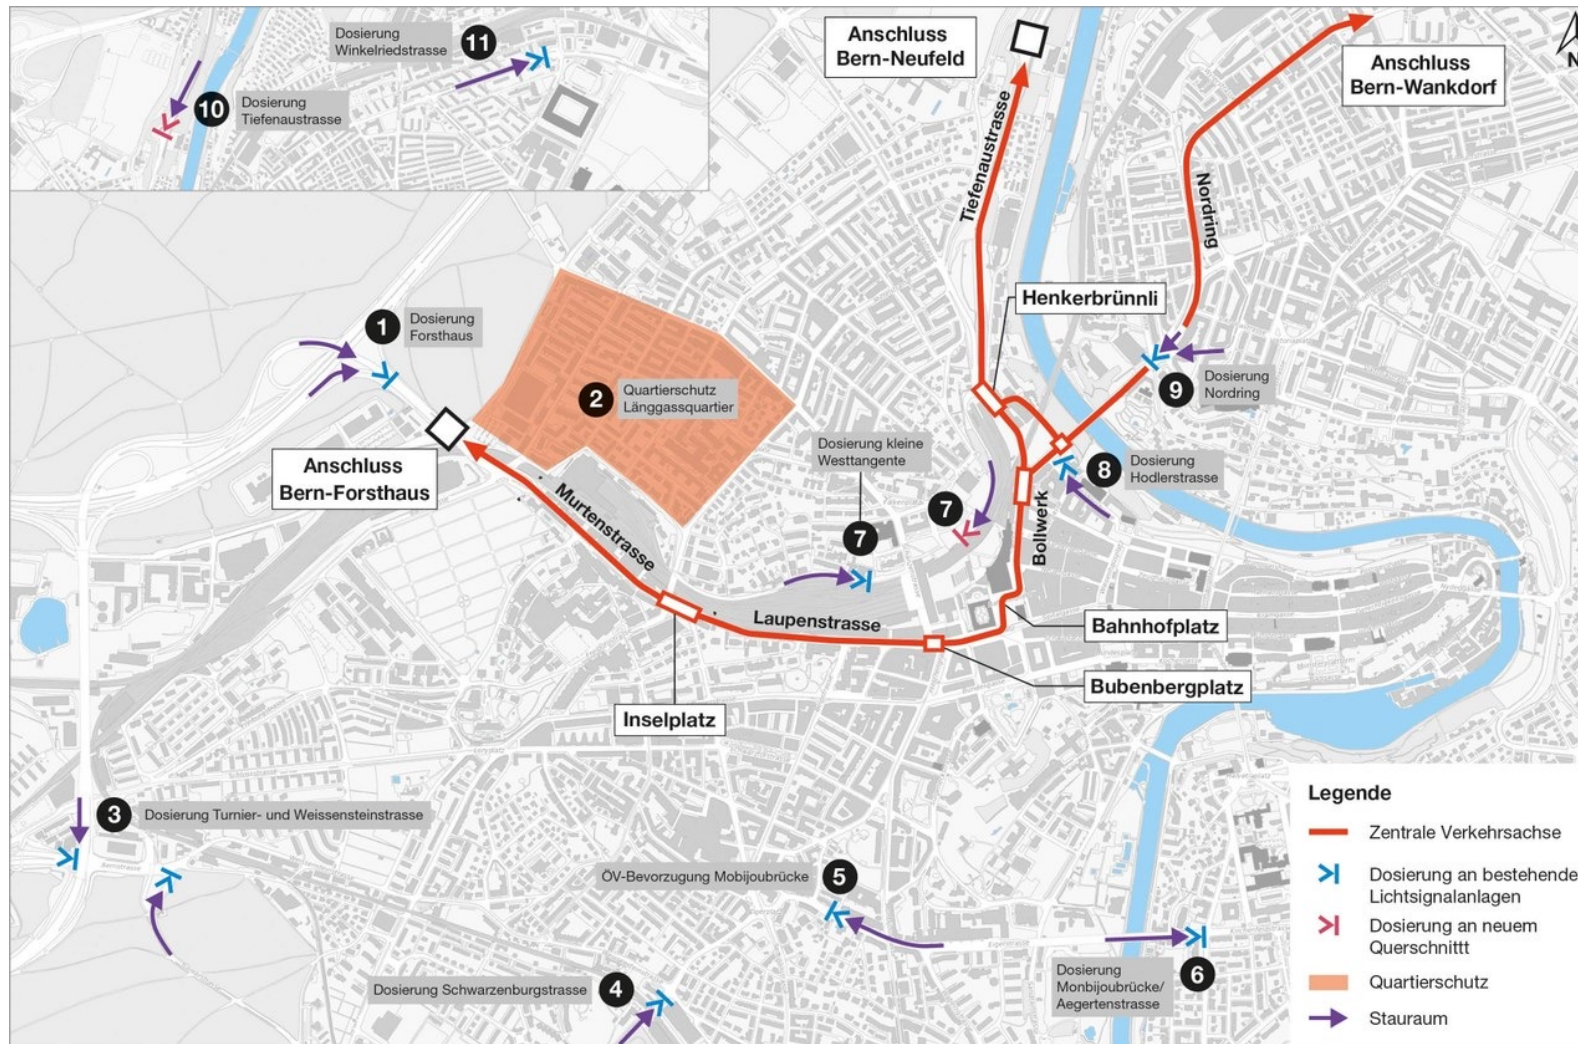 Dosierung
Winkelriedstrasse
11
10
Dosierung
Tiefenaustrasse
Anschluss
Bern-Neufeld
Anschluss
Bern-Wankdorf
N
Tiefenaustrasse
Nordring
Henkerbrünnli
1
Dosierung
Forsthaus
2
Quartierschutz
Länggassquartier
9
Dosierung
Nordring
Anschluss
Bern-Forsthaus
Dosierung kleine
Westtangente
7
7
8
Dosierung
Hodlerstrasse
Murtenstrasse
Bollwerk
Laupenstrasse
Bahnhofplatz
Bubenbergplatz
Inselplatz
3
Dosierung Turnier- und Weissensteinstrasse
ÖV-Bevorzugung Mobijoubrücke
5
Dosierung Schwarzenburgstrasse
4
Dosierung
Monbijoubrücke/
Aegertenstrasse
6
Legende
Zentrale Verkehrsachse
Dosierung an bestehende
Lichtsignalanlagen
Dosierung an neuem
Querschnittt
Quartierschutz
Stauraum